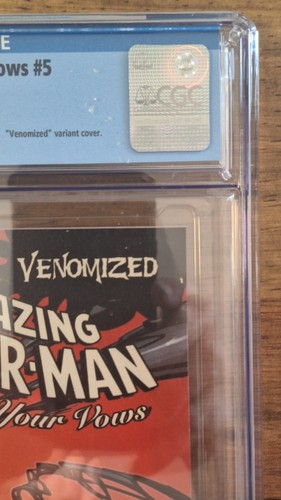 E
ows #5
"Venomized" variant cover.
CGC
VENOMIZED
AZING
R-MAN
Your Vows